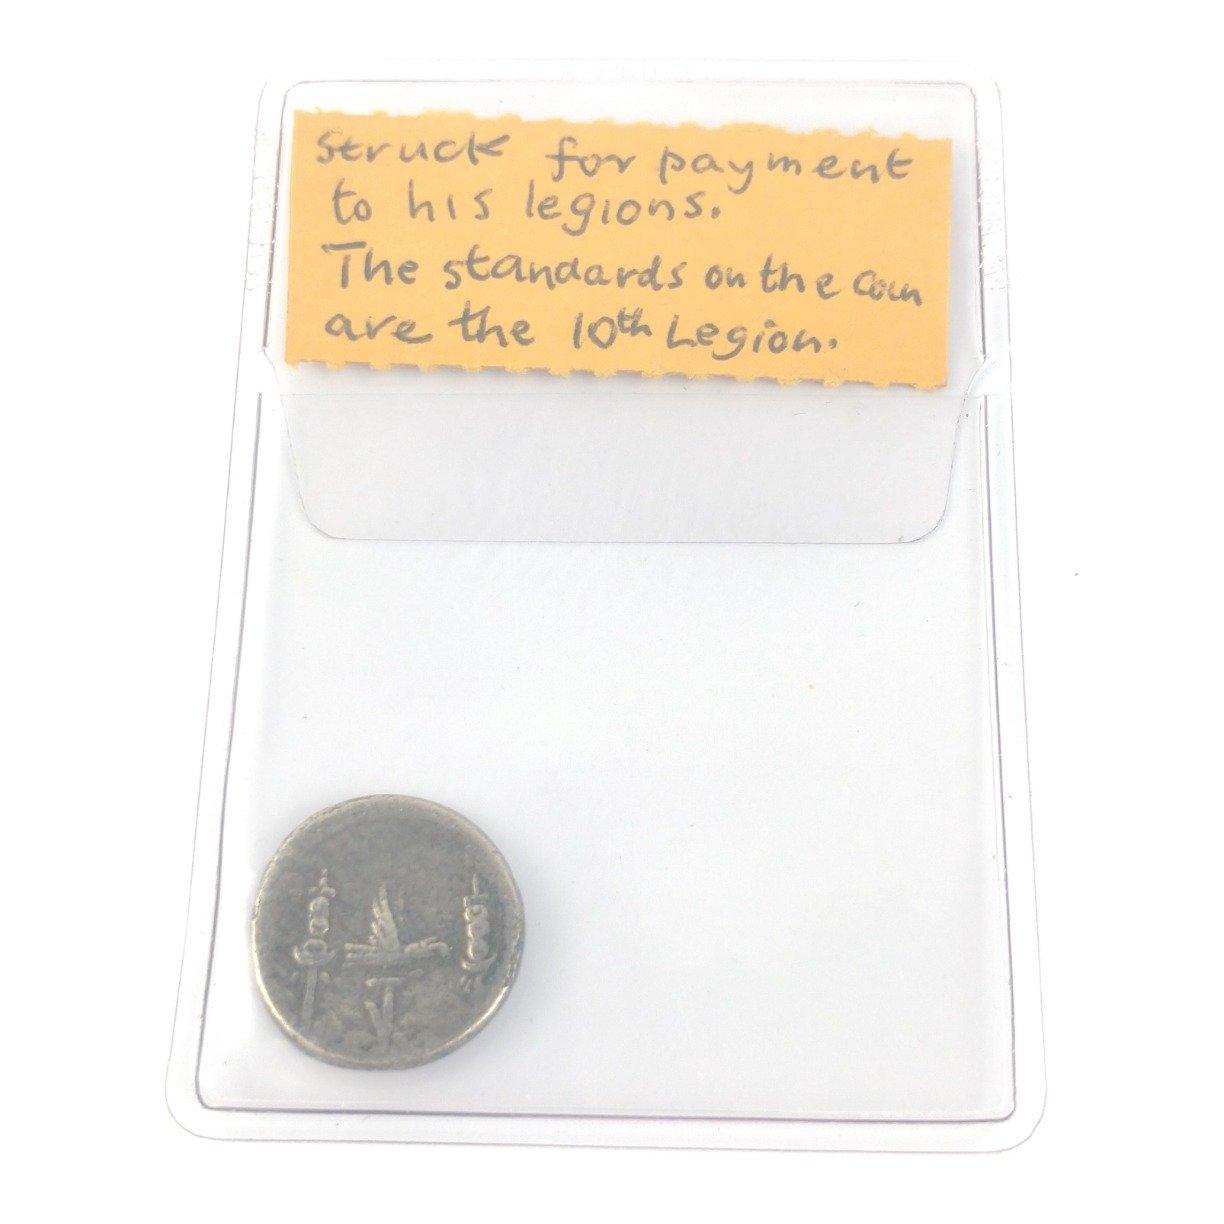 Struck for payment
to his legions.
The standards on the coin
are the 10th Legion.